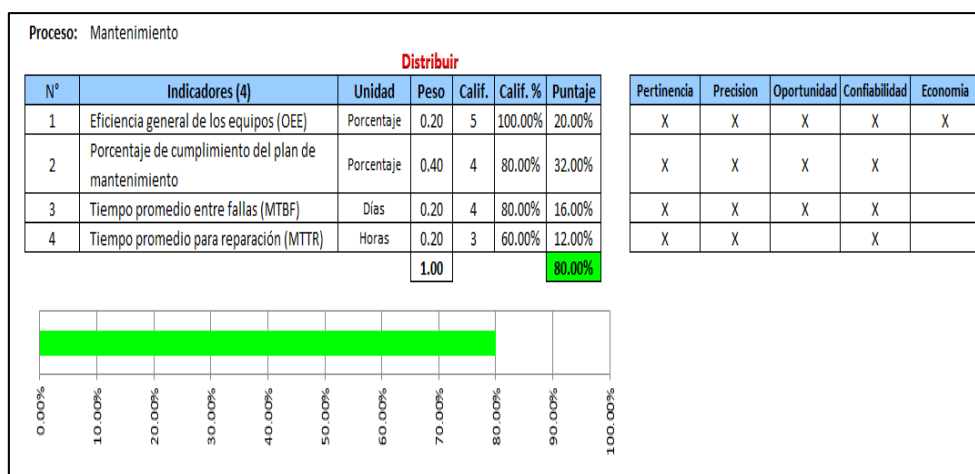 Proceso: Mantenimiento
Distribuir
N° Indicadores (4) Unidad Peso Calif. Calif. % Puntaje Pertinencia Precision Oportunidad Confiabilidad Economia
1 Eficiencia general de los equipos (OEE) Porcentaje 0.20 5 100.00% 20.00% X X X X X
2 Porcentaje de cumplimiento del plan de
mantenimiento Porcentaje 0.40 4 80.00% 32.00% X X X X
3 Tiempo promedio entre fallas (MTBF) Días 0.20 4 80.00% 16.00% X X X X
4 Tiempo promedio para reparación (MTTR) Horas 0.20 3 60.00% 12.00% X X X
1.00 80.00%
0.00% 10.00% 20.00% 30.00% 40.00% 50.00% 60.00% 70.00% 80.00% 90.00% 100.00%